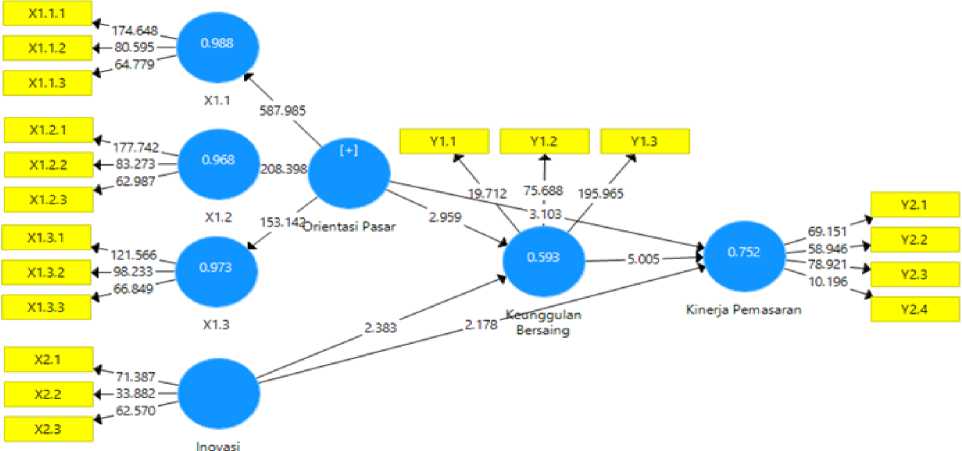 X1.1.1
174.648
X1.1.2
80.595
X1.1.3
64.779
0.988
X1.1
587.985
X1.2.1
177.742
X1.2.2
83.273
X1.2.3
62.987
0.968
X1.2
208.398
[+]
Orientasi Pasar
153.142
X1.3.1
121.566
X1.3.2
98.233
X1.3.3
66.849
0.973
X1.3
Y1.1
Y1.2
Y1.3
19.712
75.688
195.965
2.959
3.103
0.593
Keunggulan
Bersaing
5.005
0.752
Kinerja Pemasaran
69.151
Y2.1
58.946
Y2.2
78.921
Y2.3
10.196
Y2.4
2.383
2.178
X2.1
71.387
X2.2
33.882
X2.3
62.570
Inovasi